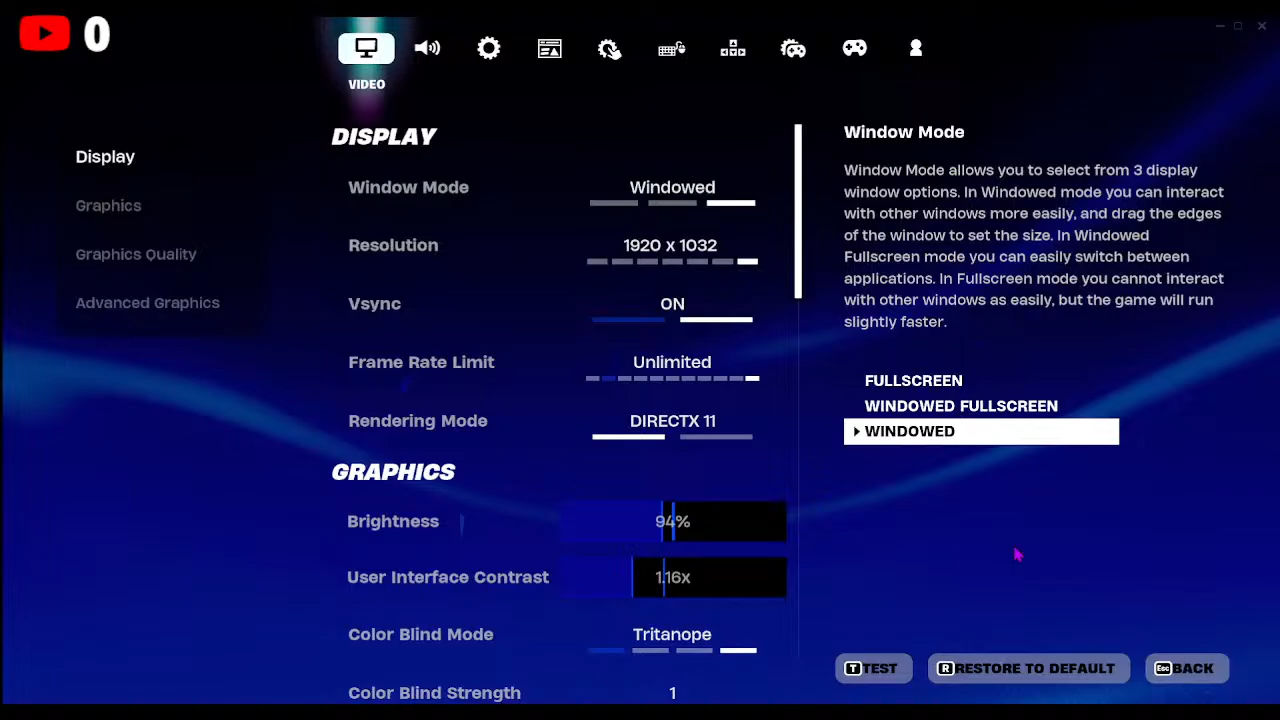 0
VIDEO
Display
Graphics
Graphics Quality
Advanced Graphics
DISPLAY
Window Mode
Windowed
Resolution
1920 x 1032
Vsync
ON
Frame Rate Limit
Unlimited
Rendering Mode
DIRECTX 11
GRAPHICS
Brightness
94%
User Interface Contrast
1.16x
Color Blind Mode
Tritanope
Color Blind Strength
1
Window Mode
Window Mode allows you to select from 3 display
window options. In Windowed mode you can interact
with other windows more easily, and drag the edges
of the window to set the size. In Windowed
Fullscreen mode you can easily switch between
applications. In Fullscreen mode you cannot interact
with other windows as easily, but the game will run
slightly faster.
FULLSCREEN
WINDOWED FULLSCREEN
WINDOWED
T TEST
R RESTORE TO DEFAULT
Esc BACK